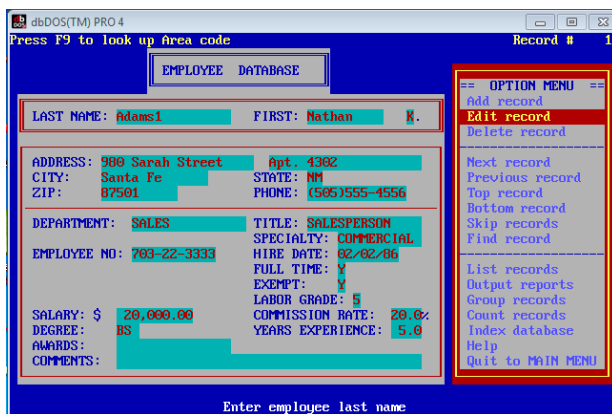 dbDOS(TM) PRO 4
Press F9 to look up Area code Record # 1
EMPLOYEE DATABASE
LAST NAME: Adams1 FIRST: Nathan K.
ADDRESS: 980 Sarah Street Apt. 4302
CITY: Santa Fe STATE: NM
ZIP: 87501 PHONE: (505)555-4556
DEPARTMENT: SALES TITLE: SALESPERSON
SPECIALTY: COMMERCIAL
EMPLOYEE NO: 703-22-3333 HIRE DATE: 02/02/86
FULL TIME: Y
EXEMPT: Y
LABOR GRADE: 5
SALARY: $ 20,000.00 COMMISSION RATE: 20.0%
DEGREE: BS YEARS EXPERIENCE: 5.0
AWARDS:
COMMENTS:
== OPTION MENU ==
Add record
Edit record
Delete record
Next record
Previous record
Top record
Bottom record
Skip records
Find record
List records
Output reports
Group records
Count records
Index database
Help
Quit to MAIN MENU
Enter employee last name